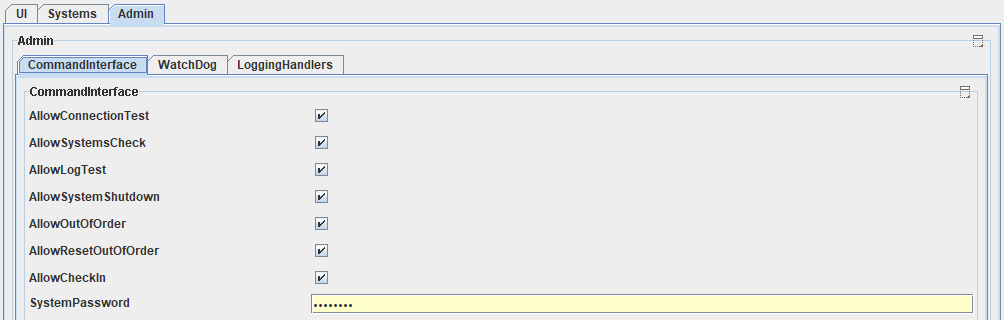 UI Systems Admin
Admin
CommandInterface WatchDog LoggingHandlers
CommandInterface
AllowConnectionTest
AllowSystemsCheck
AllowLogTest
AllowSystemShutdown
AllowOutOfOrder
AllowResetOutOfOrder
AllowCheckIn
SystemPassword ••••••••